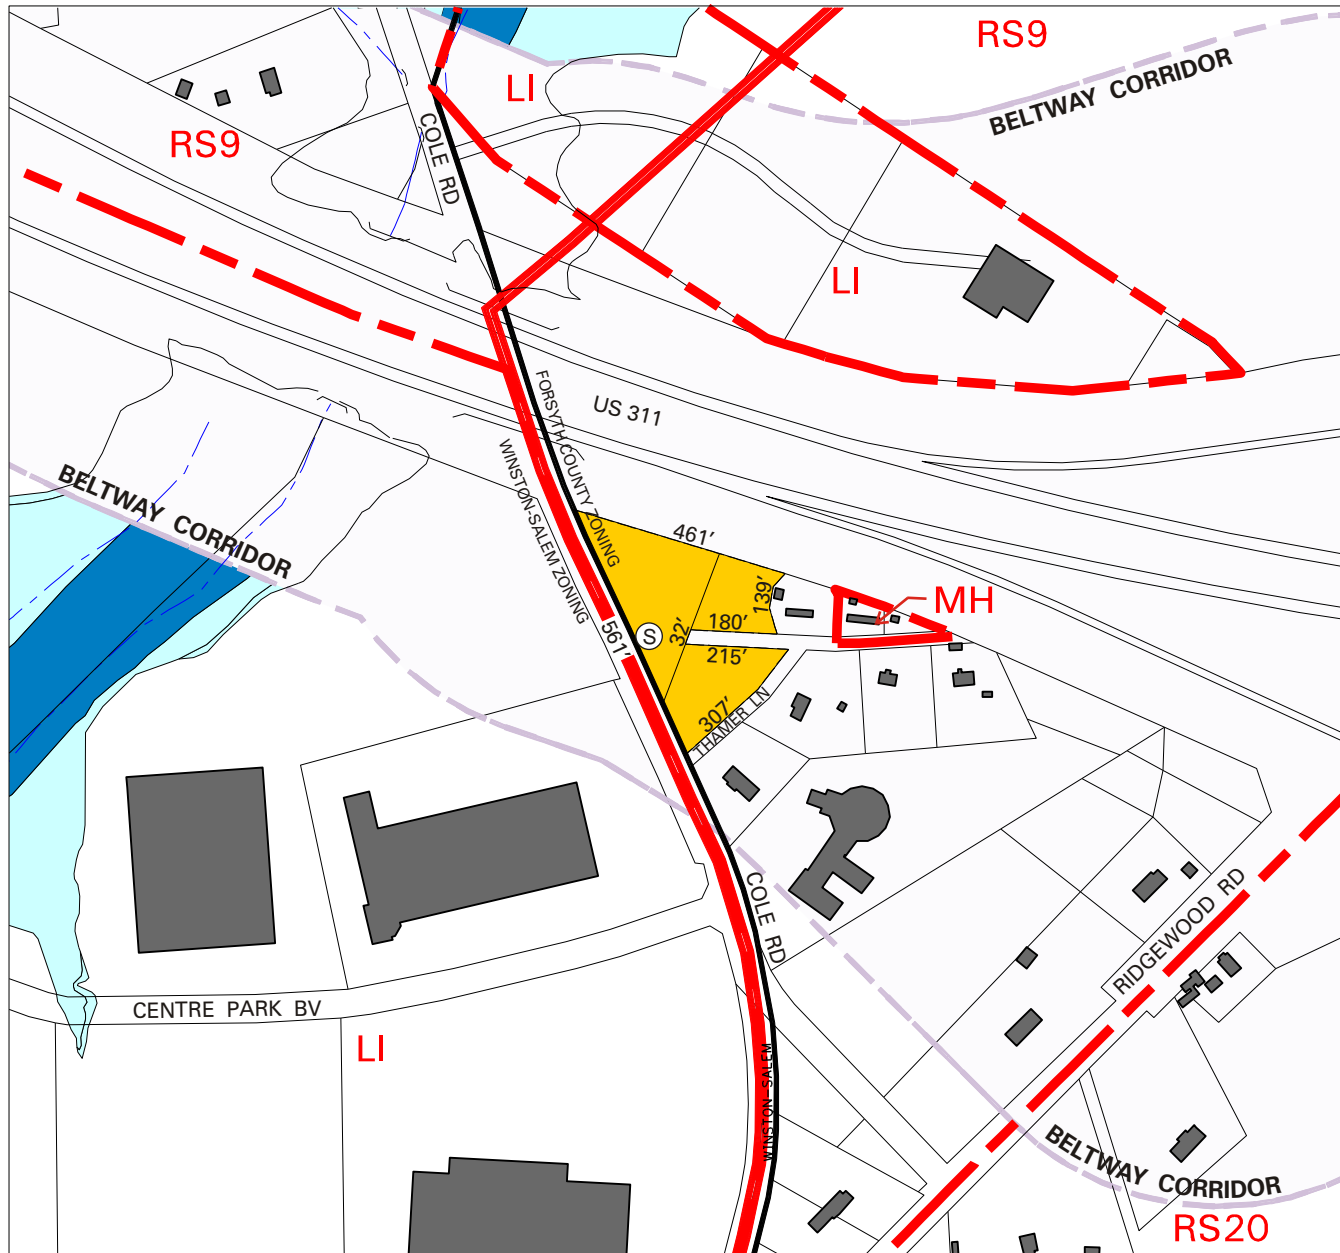 RS9
BELTWAY CORRIDOR
LI
RS9
COLE RD
LI
US 311
FORSYTH COUNTY ZONING
WINSTON-SALEM ZONING
BELTWAY CORRIDOR
461'
139'
MH
180'
32'
S
561'
215'
307'
THAMER LN
COLE RD
RIDGEWOOD RD
CENTRE PARK BV
LI
WINSTON-SALEM
BELTWAY CORRIDOR
RS20